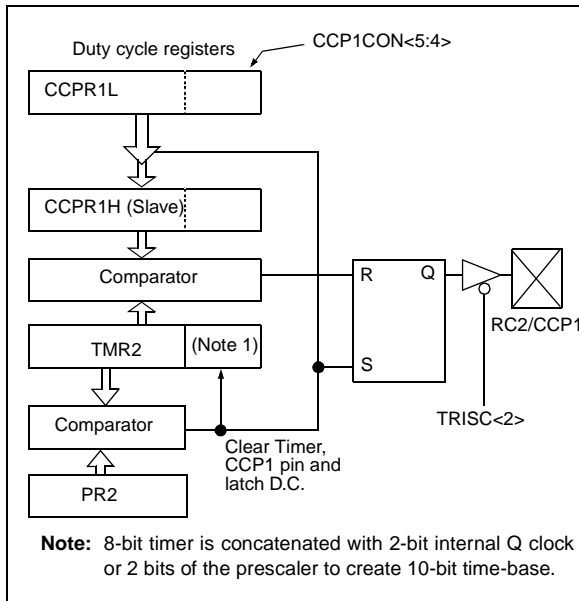 Duty cycle registers
CCP1CON<5:4>
CCPR1L
CCPR1H (Slave)
Comparator
R
Q
RC2/CCP1
TMR2
(Note 1)
S
TRISC<2>
Comparator
Clear Timer,
CCP1 pin and
latch D.C.
PR2
Note: 8-bit timer is concatenated with 2-bit internal Q clock
or 2 bits of the prescaler to create 10-bit time-base.